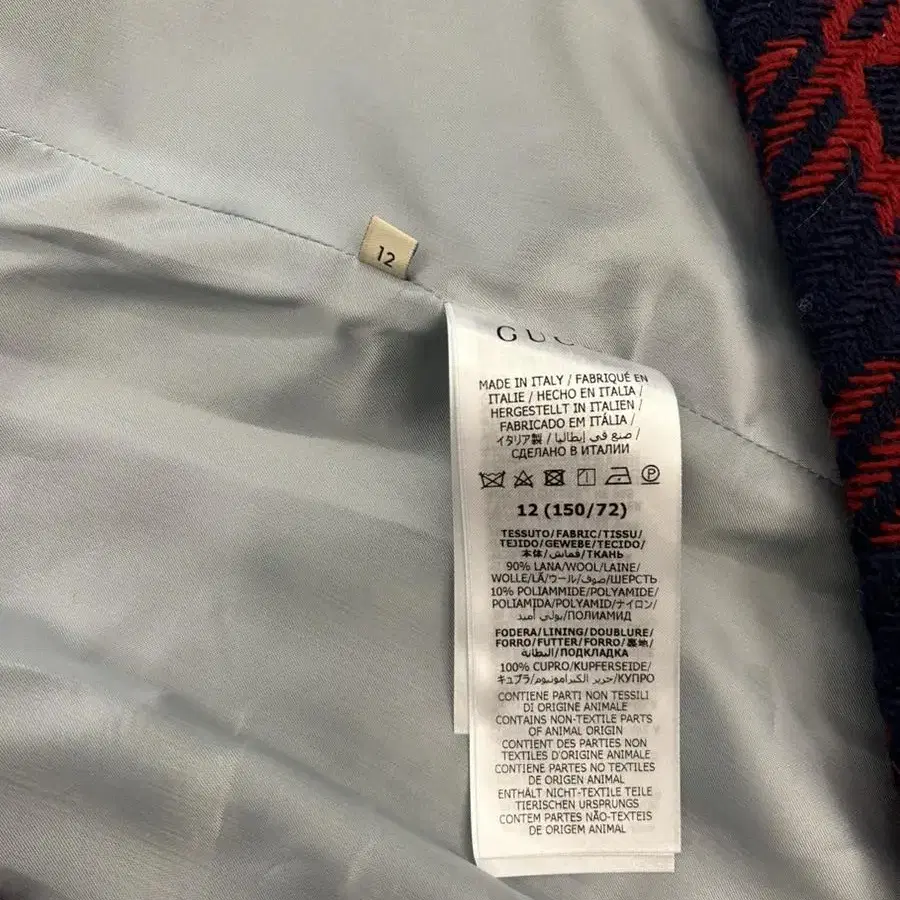 12
GUC
MADE IN ITALY / FABRIQUÉ EN
ITALIE / HECHO EN ITALIA /
HERGESTELLT IN ITALIEN /
FABRICADO EM ITÁLIA /
イタリア製 / صنع في إيطاليا /
СДЕЛАНО В ИТАЛИИ
P
12 (150/72)
TESSUTO/FABRIC/TISSU/
TEJIDO/GEWEBE/TECIDO/
本体/قماش/ТКАНЬ
90% LANA/WOOL/LAINE/
WOLLE/LÃ/ウール/صوف/ШЕРСТЬ
10% POLIAMMIDE/POLYAMIDE/
POLIAMIDA/POLYAMID/ナイロン/
بولي أميد/ПОЛИАМИД
FODERA/LINING/DOUBLURE/
FORRO/FUTTER/FORRO/裏地/
البطانة/ПОДКЛАДКА
100% CUPRO/KUPFERSEIDE/
キュプラ/حرير الكبرامونيوم/КУПРО
CONTIENE PARTI NON TESSILI
DI ORIGINE ANIMALE
CONTAINS NON-TEXTILE PARTS
OF ANIMAL ORIGIN
CONTIENT DES PARTIES NON
TEXTILES D'ORIGINE ANIMALE
CONTIENE PARTES NO TEXTILES
DE ORIGEN ANIMAL
ENTHÄLT NICHT-TEXTILE TEILE
TIERISCHEN URSPRUNGS
CONTEM PARTES NÃO-TEXTEIS
DE ORIGEM ANIMAL